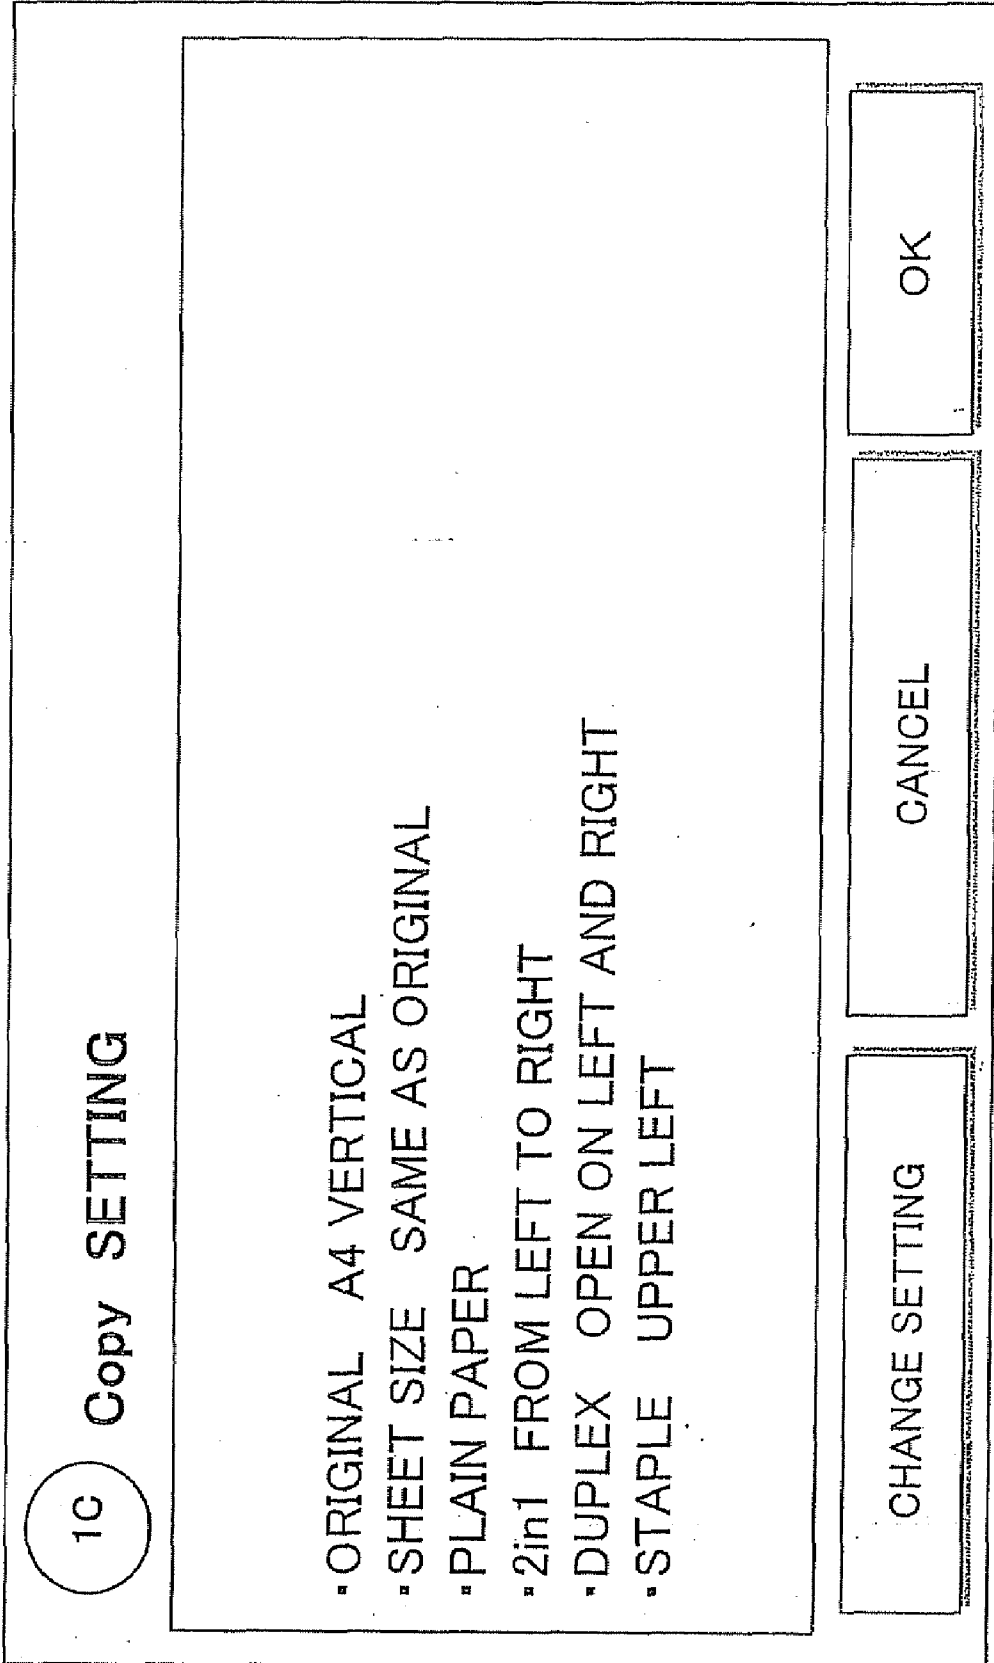 1C Copy SETTING
▪ORIGINAL A4 VERTICAL
▪SHEET SIZE SAME AS ORIGINAL
▪PLAIN PAPER
▪2in1 FROM LEFT TO RIGHT
▪DUPLEX OPEN ON LEFT AND RIGHT
▪STAPLE UPPER LEFT
CHANGE SETTING
CANCEL
OK